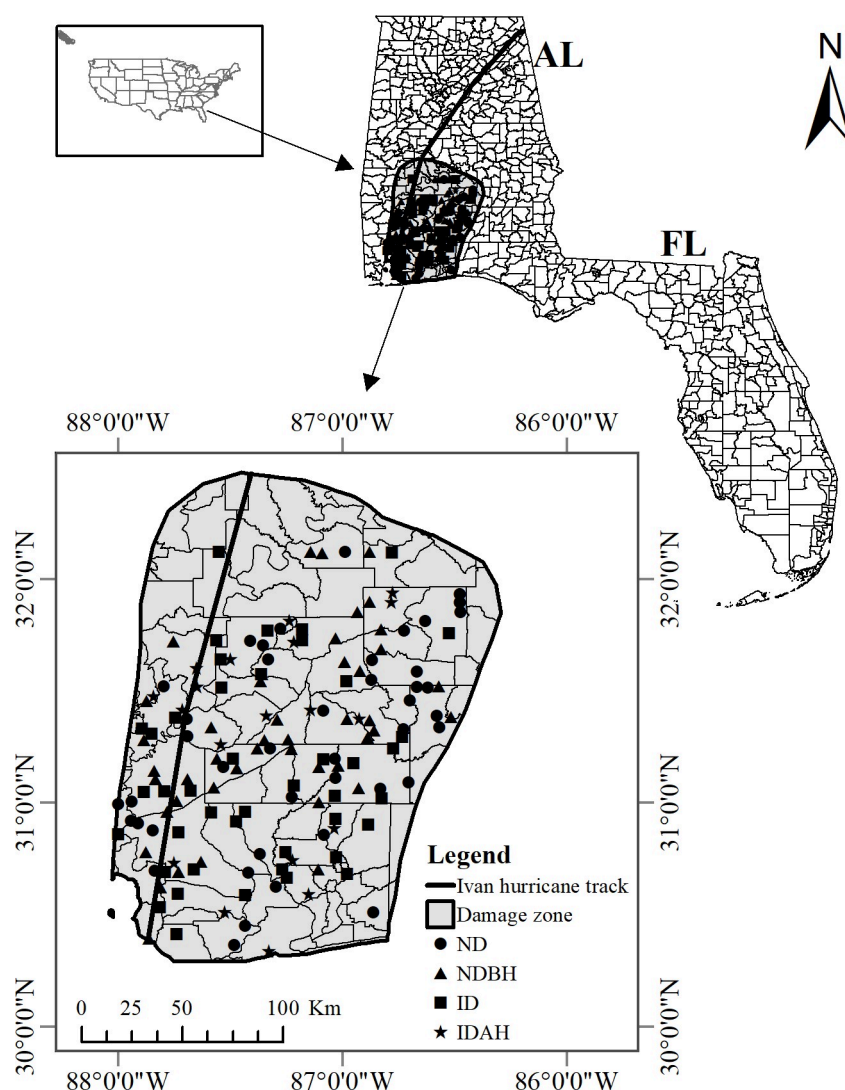 AL
N
FL
88°0'0"W 87°0'0"W 86°0'0"W
32°0'0"N
32°0'0"N
31°0'0"N
31°0'0"N
30°0'0"N
30°0'0"N
Legend
Ivan hurricane track
Damage zone
ND
NDBH
ID
IDAH
0 25 50 100 Km
88°0'0"W 87°0'0"W 86°0'0"W